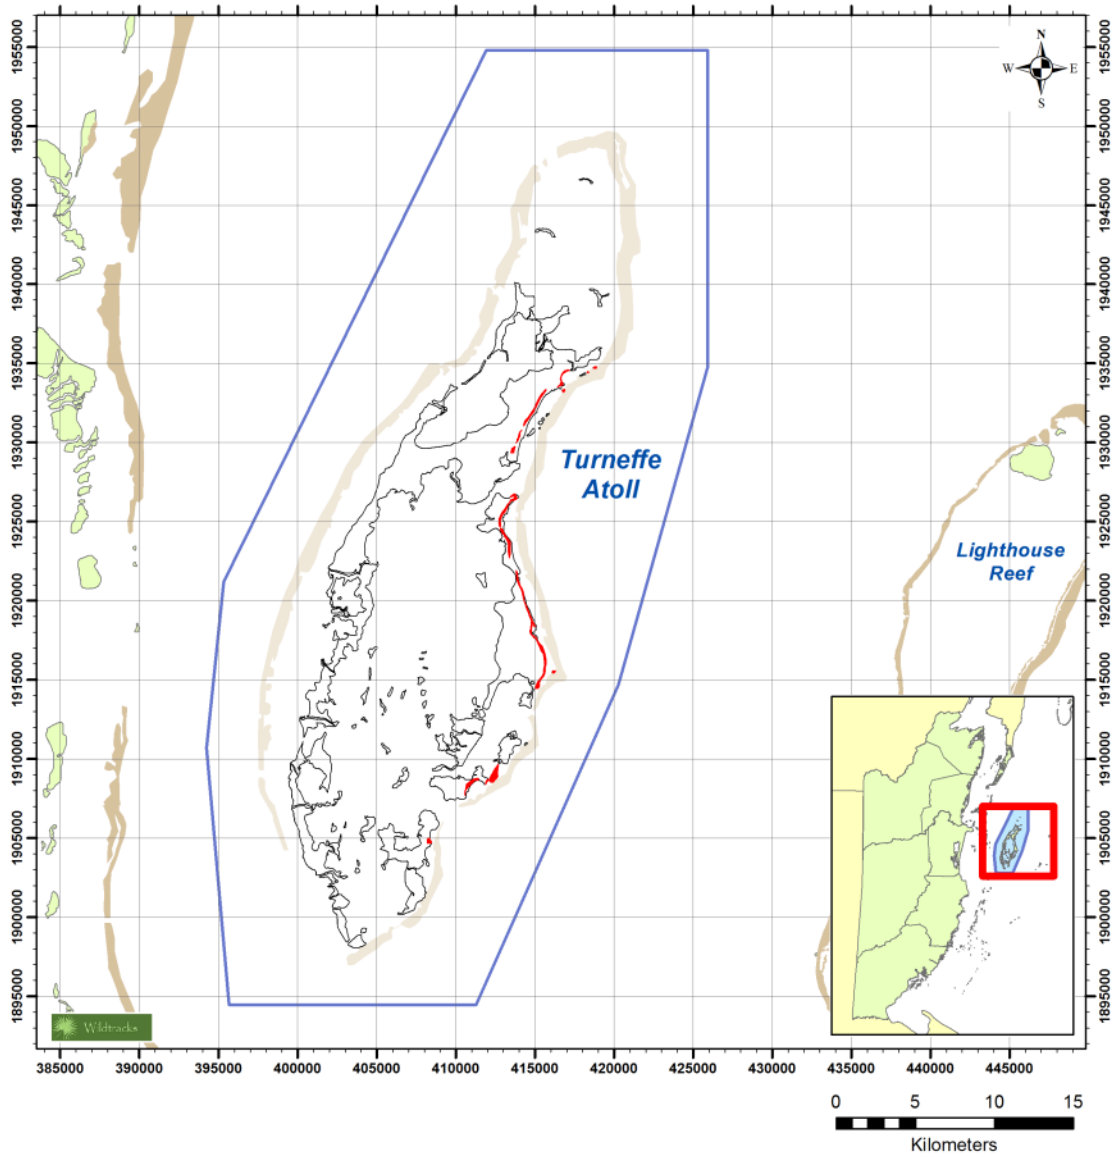 N
W E
S
1955000 1955000
1950000 1950000
1945000 1945000
1940000 1940000
1935000 1935000
1930000 1930000
Turneffe
Atoll
1925000 1925000
Lighthouse
Reef
1920000 1920000
1915000 1915000
1910000 1910000
1905000 1905000
1900000 1900000
1895000 1895000
Wildtracks
385000 390000 395000 400000 405000 410000 415000 420000 425000 430000 435000 440000 445000
0 5 10 15
Kilometers